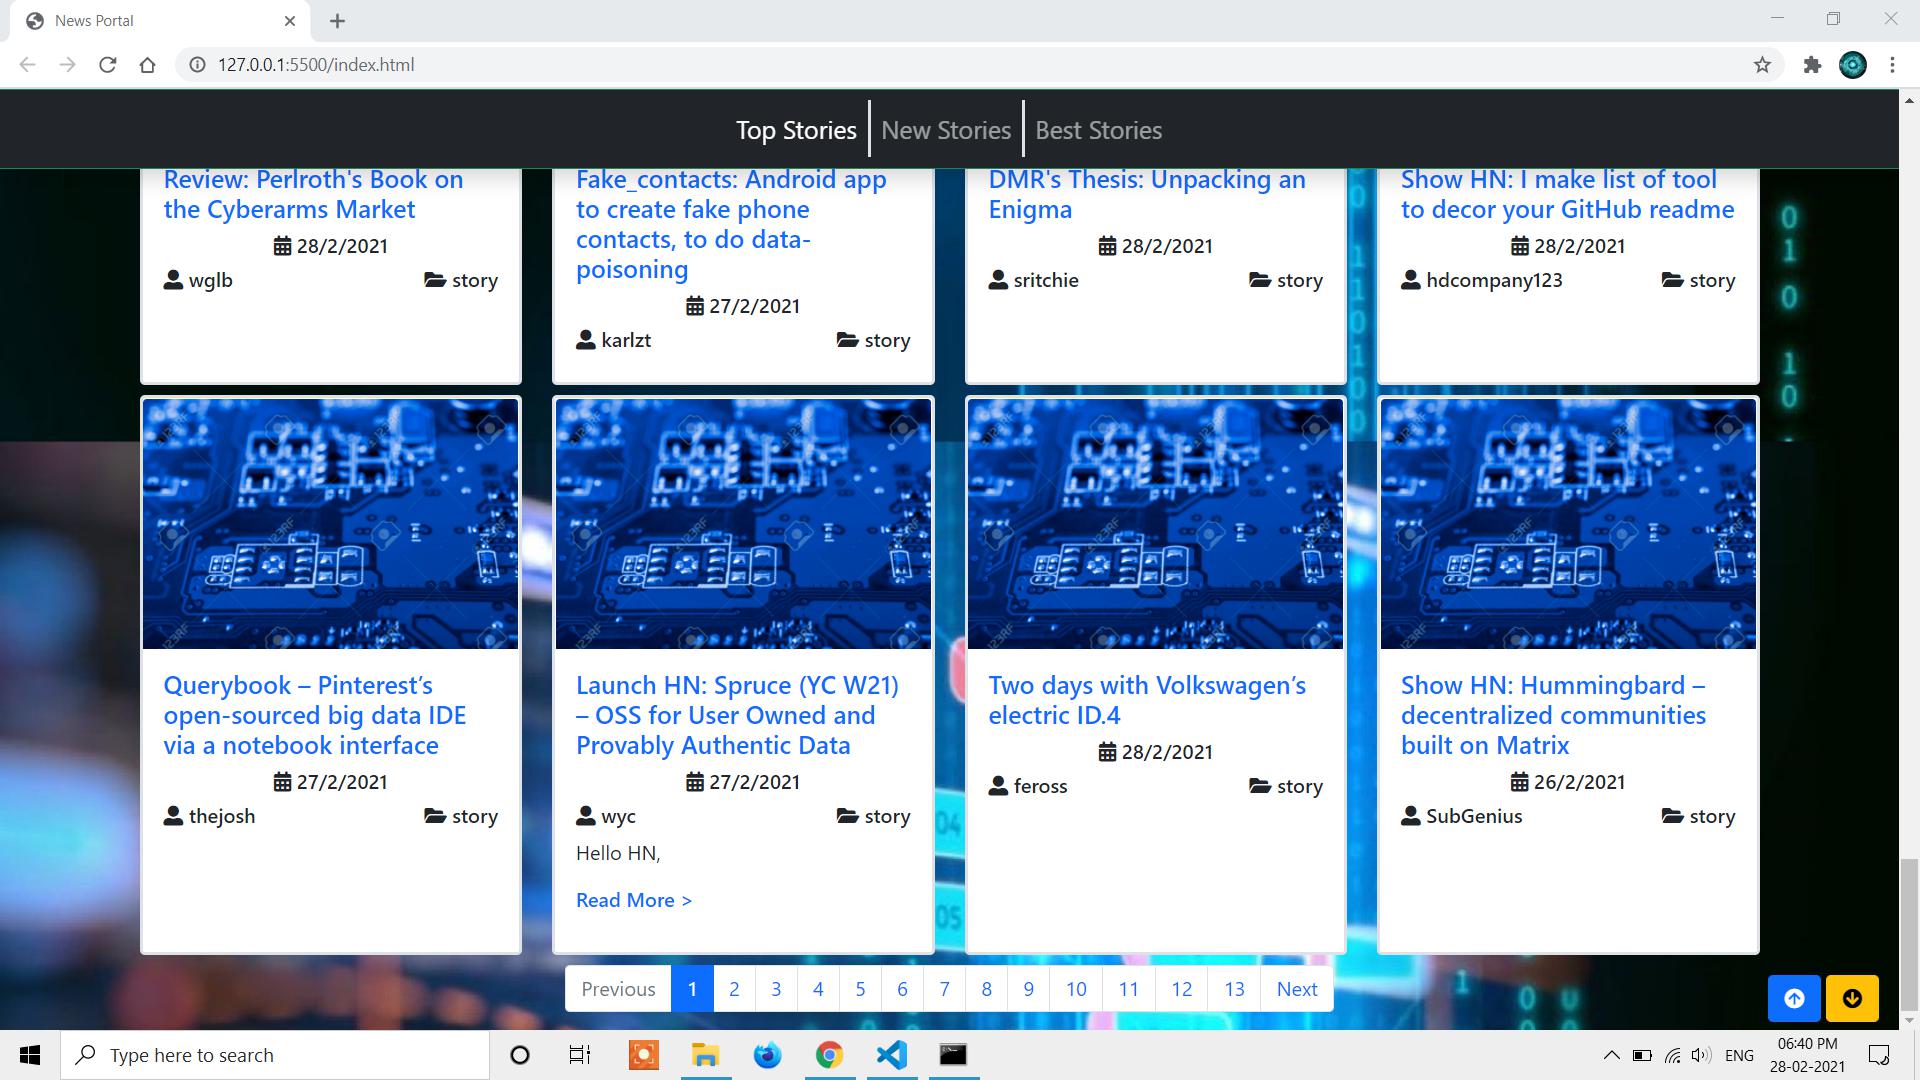 News Portal
127.0.0.1:5500/index.html
Top Stories
New Stories
Best Stories
Review: Perlroth's Book on
the Cyberarms Market
28/2/2021
wglb
story
Fake_contacts: Android app
to create fake phone
contacts, to do data-
poisoning
27/2/2021
karlzt
story
DMR's Thesis: Unpacking an
Enigma
28/2/2021
sritchie
story
Show HN: I make list of tool
to decor your GitHub readme
28/2/2021
hdcompany123
story
Querybook – Pinterest’s
open-sourced big data IDE
via a notebook interface
27/2/2021
thejosh
story
Launch HN: Spruce (YC W21)
– OSS for User Owned and
Provably Authentic Data
27/2/2021
wyc
story
Hello HN,
Read More >
Two days with Volkswagen’s
electric ID.4
28/2/2021
feross
story
Show HN: Hummingbard –
decentralized communities
built on Matrix
26/2/2021
SubGenius
story
Previous 1 2 3 4 5 6 7 8 9 10 11 12 13 Next
Type here to search
ENG
06:40 PM
28-02-2021